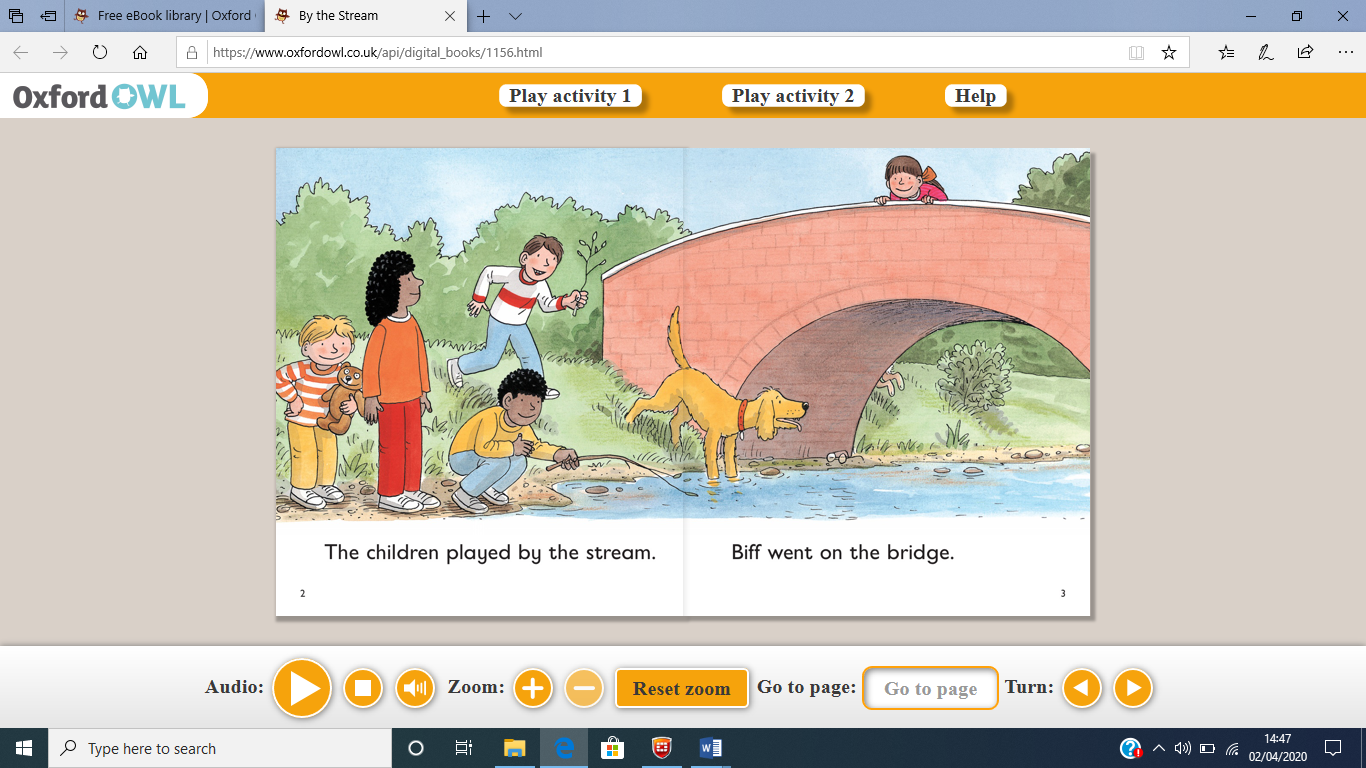 Free eBook library | Oxford
By the Stream
https://www.oxfordowl.co.uk/api/digital_books/1156.html
Oxford OWL
Play activity 1
Play activity 2
Help
The children played by the stream.
Biff went on the bridge.
2
3
Audio:
Zoom:
Reset zoom
Go to page:
Go to page
Turn:
Type here to search
14:47
02/04/2020